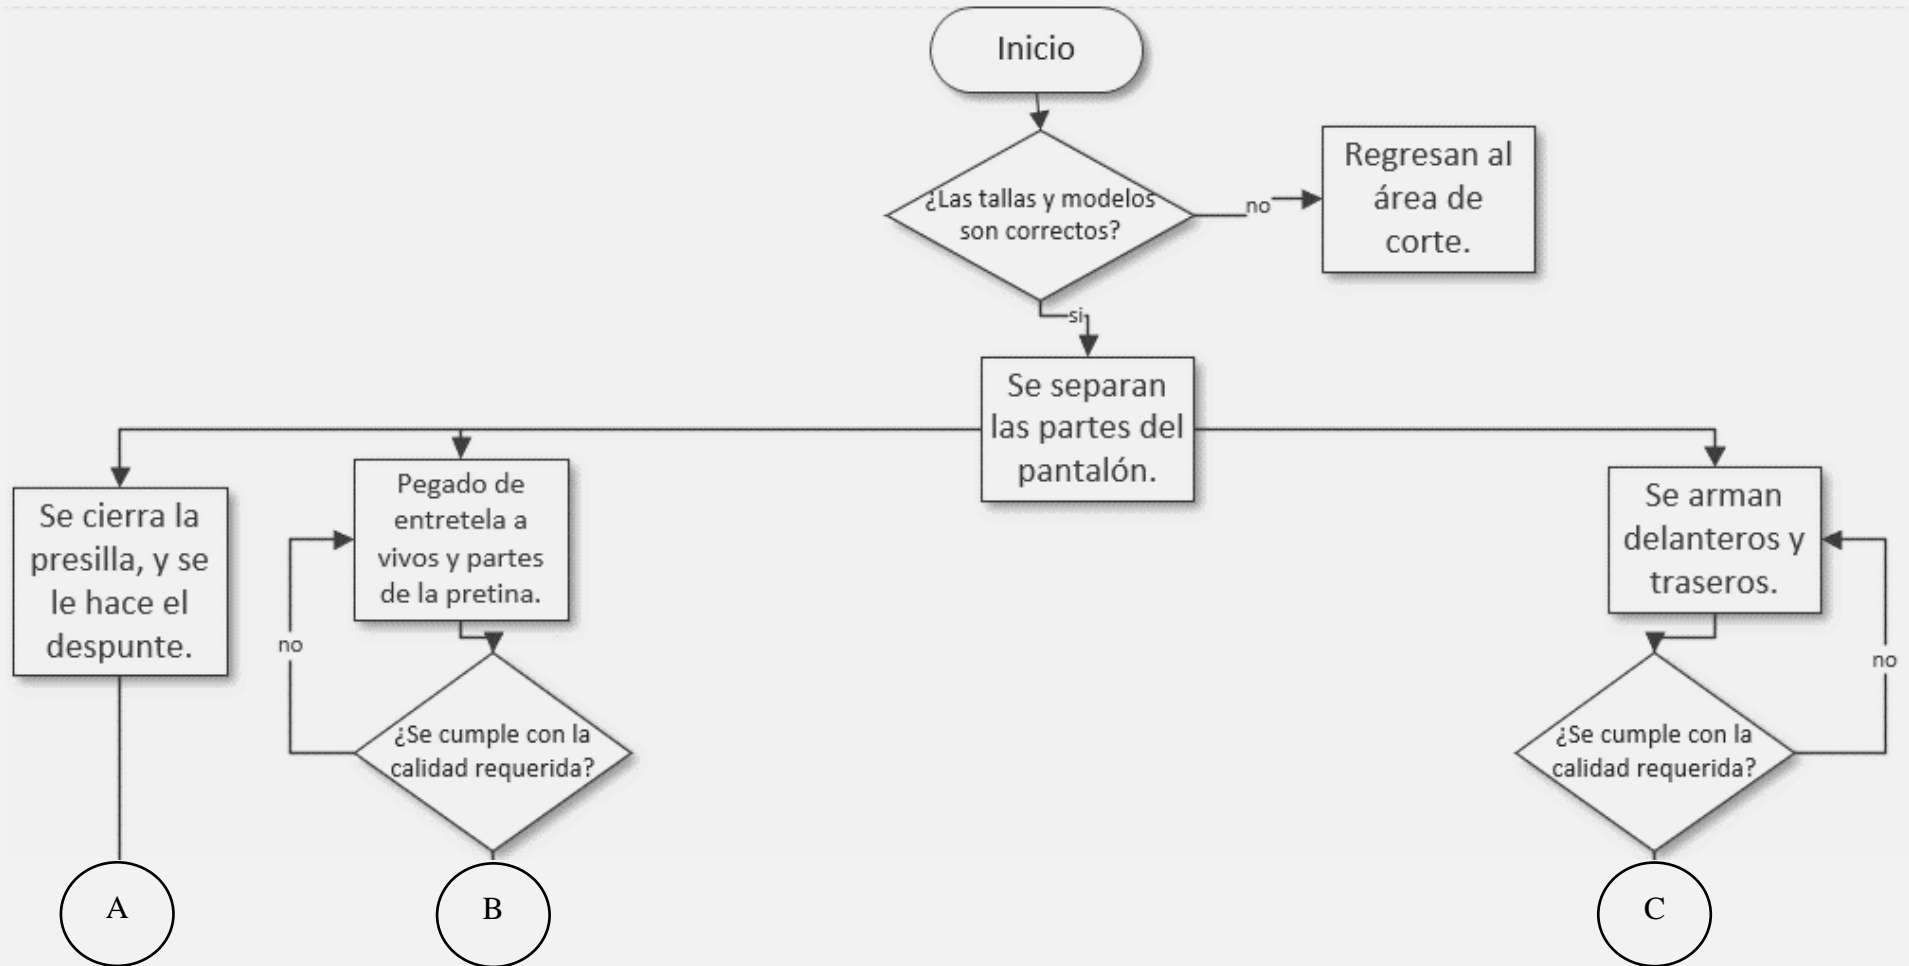 Inicio
¿Las tallas y modelos
son correctos?
no
Regresan al
área de
corte.
si
Se separan
las partes del
pantalón.
Se cierra la
presilla, y se
le hace el
despunte.
Pegado de
entretela a
vivos y partes
de la pretina.
no
¿Se cumple con la
calidad requerida?
Se arman
delanteros y
traseros.
no
¿Se cumple con la
calidad requerida?
A
B
C